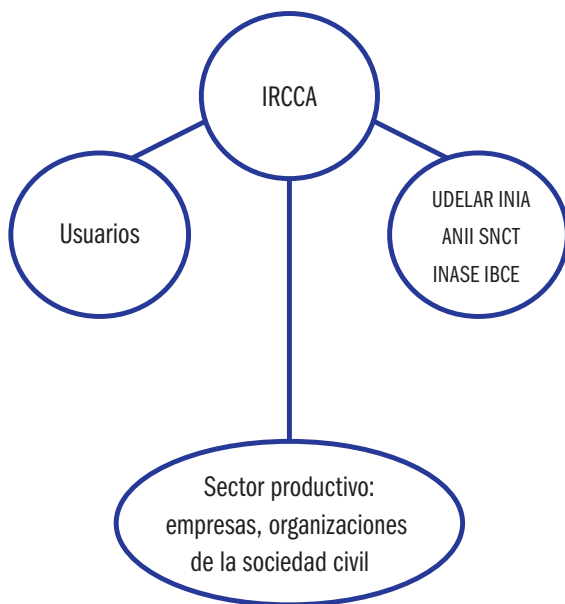 IRCCA
Usuarios
UDELAR INIA
ANII SNCT
INASE IBCE
Sector productivo:
empresas, organizaciones
de la sociedad civil